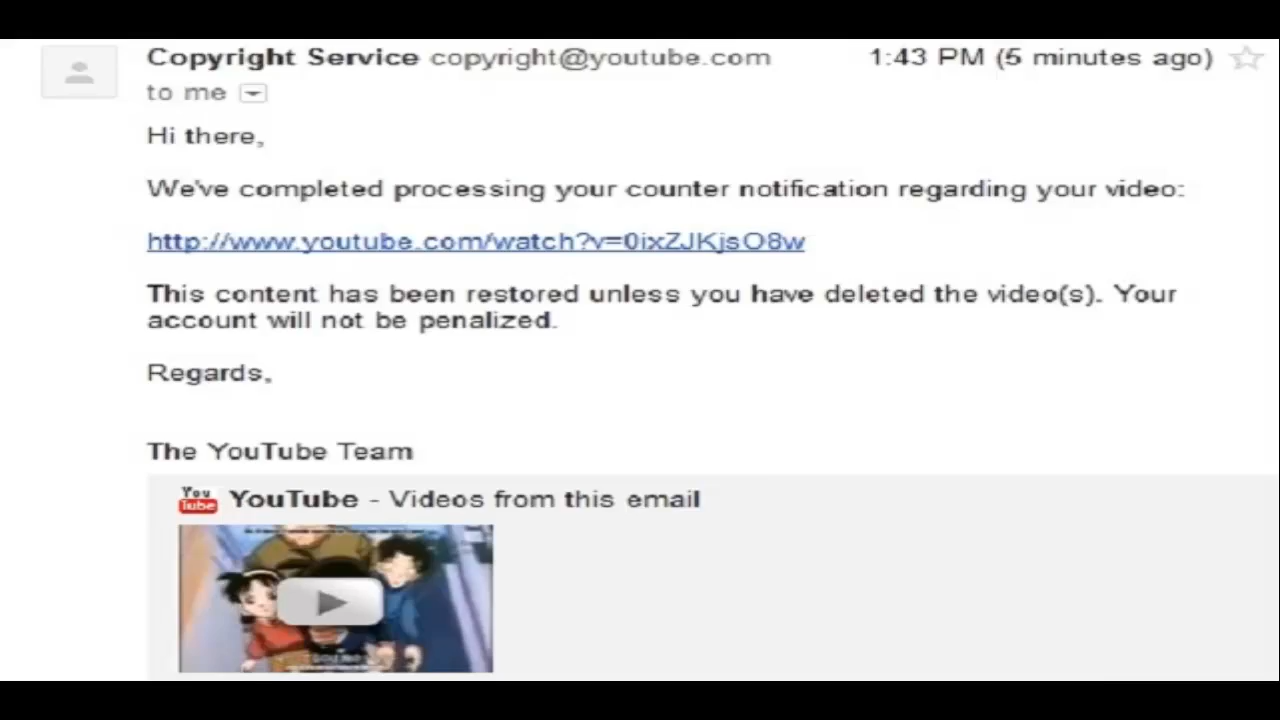 Copyright Service copyright@youtube.com 1:43 PM (5 minutes ago)
to me
Hi there,
We've completed processing your counter notification regarding your video:
http://www.youtube.com/watch?v=0ixZJKjsO8w
This content has been restored unless you have deleted the video(s). Your
account will not be penalized.
Regards,
The YouTube Team
You Tube YouTube - Videos from this email